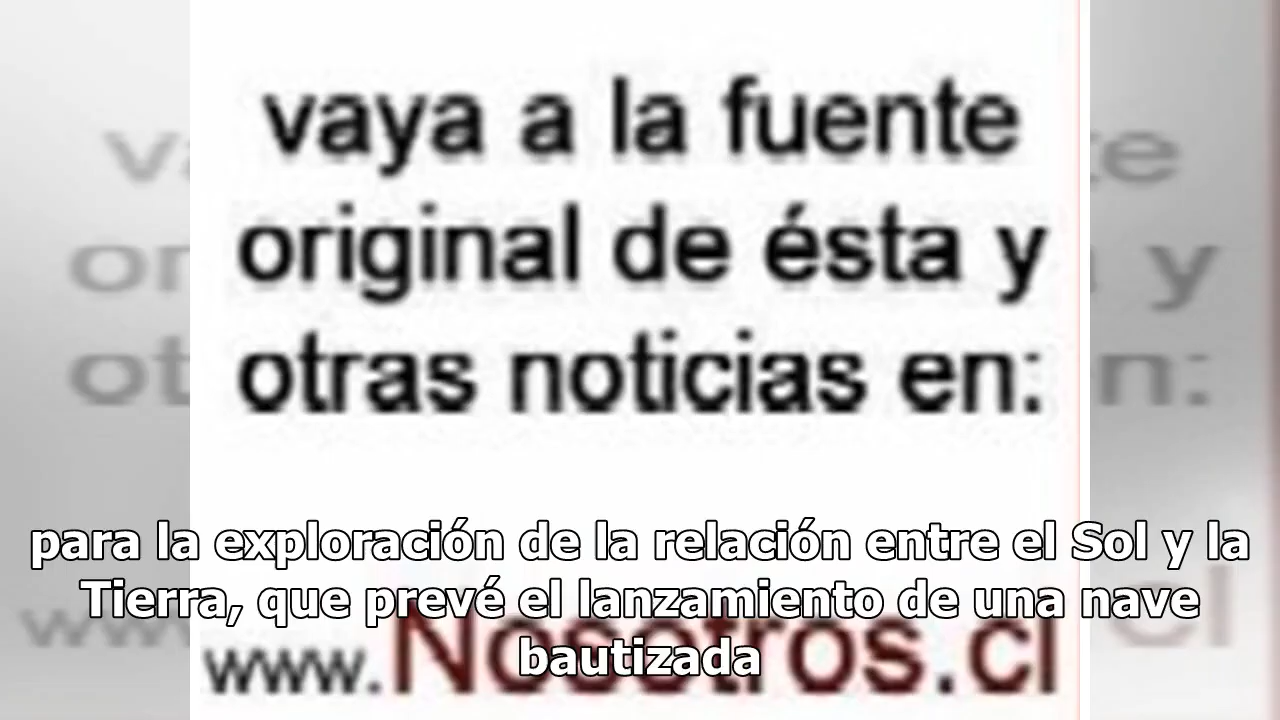 vaya a la fuente
original de ésta y
otras noticias en:
para la exploración de la relación entre el Sol y la
Tierra, que prevé el lanzamiento de una nave
bautizada
www.Nosotros.cl